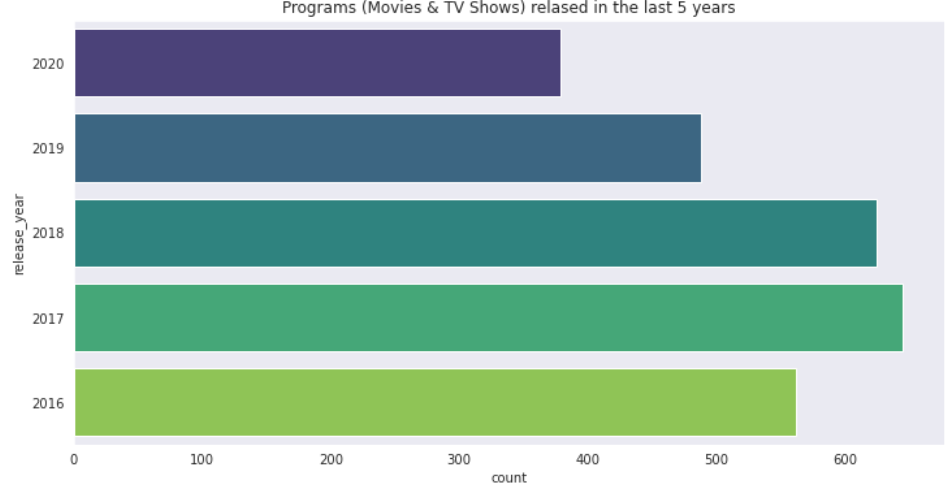 Programs (Movies & TV Shows) relased in the last 5 years
2020
2019
2018
2017
2016
release_year
0 100 200 300 400 500 600
count